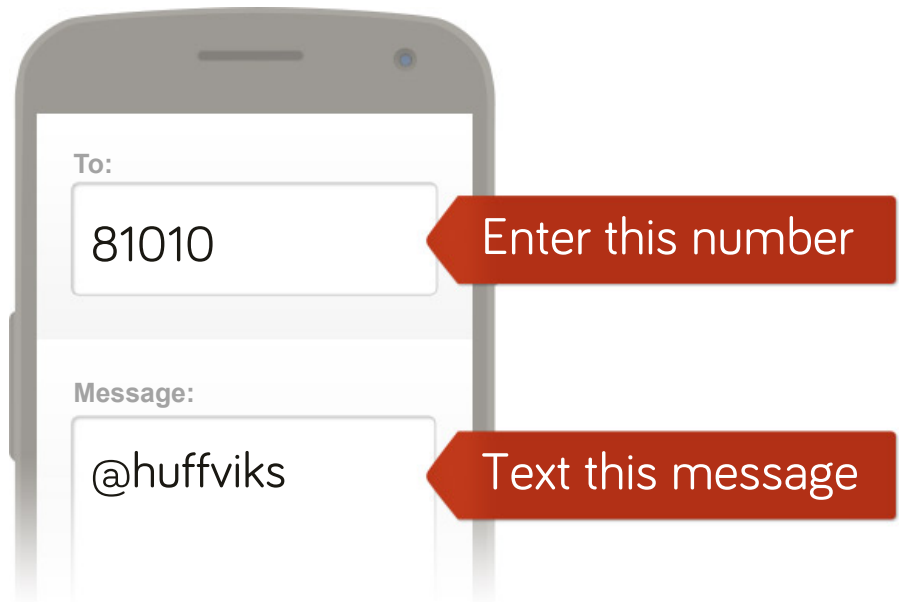 To:
81010
Enter this number
Message:
@huffviks
Text this message